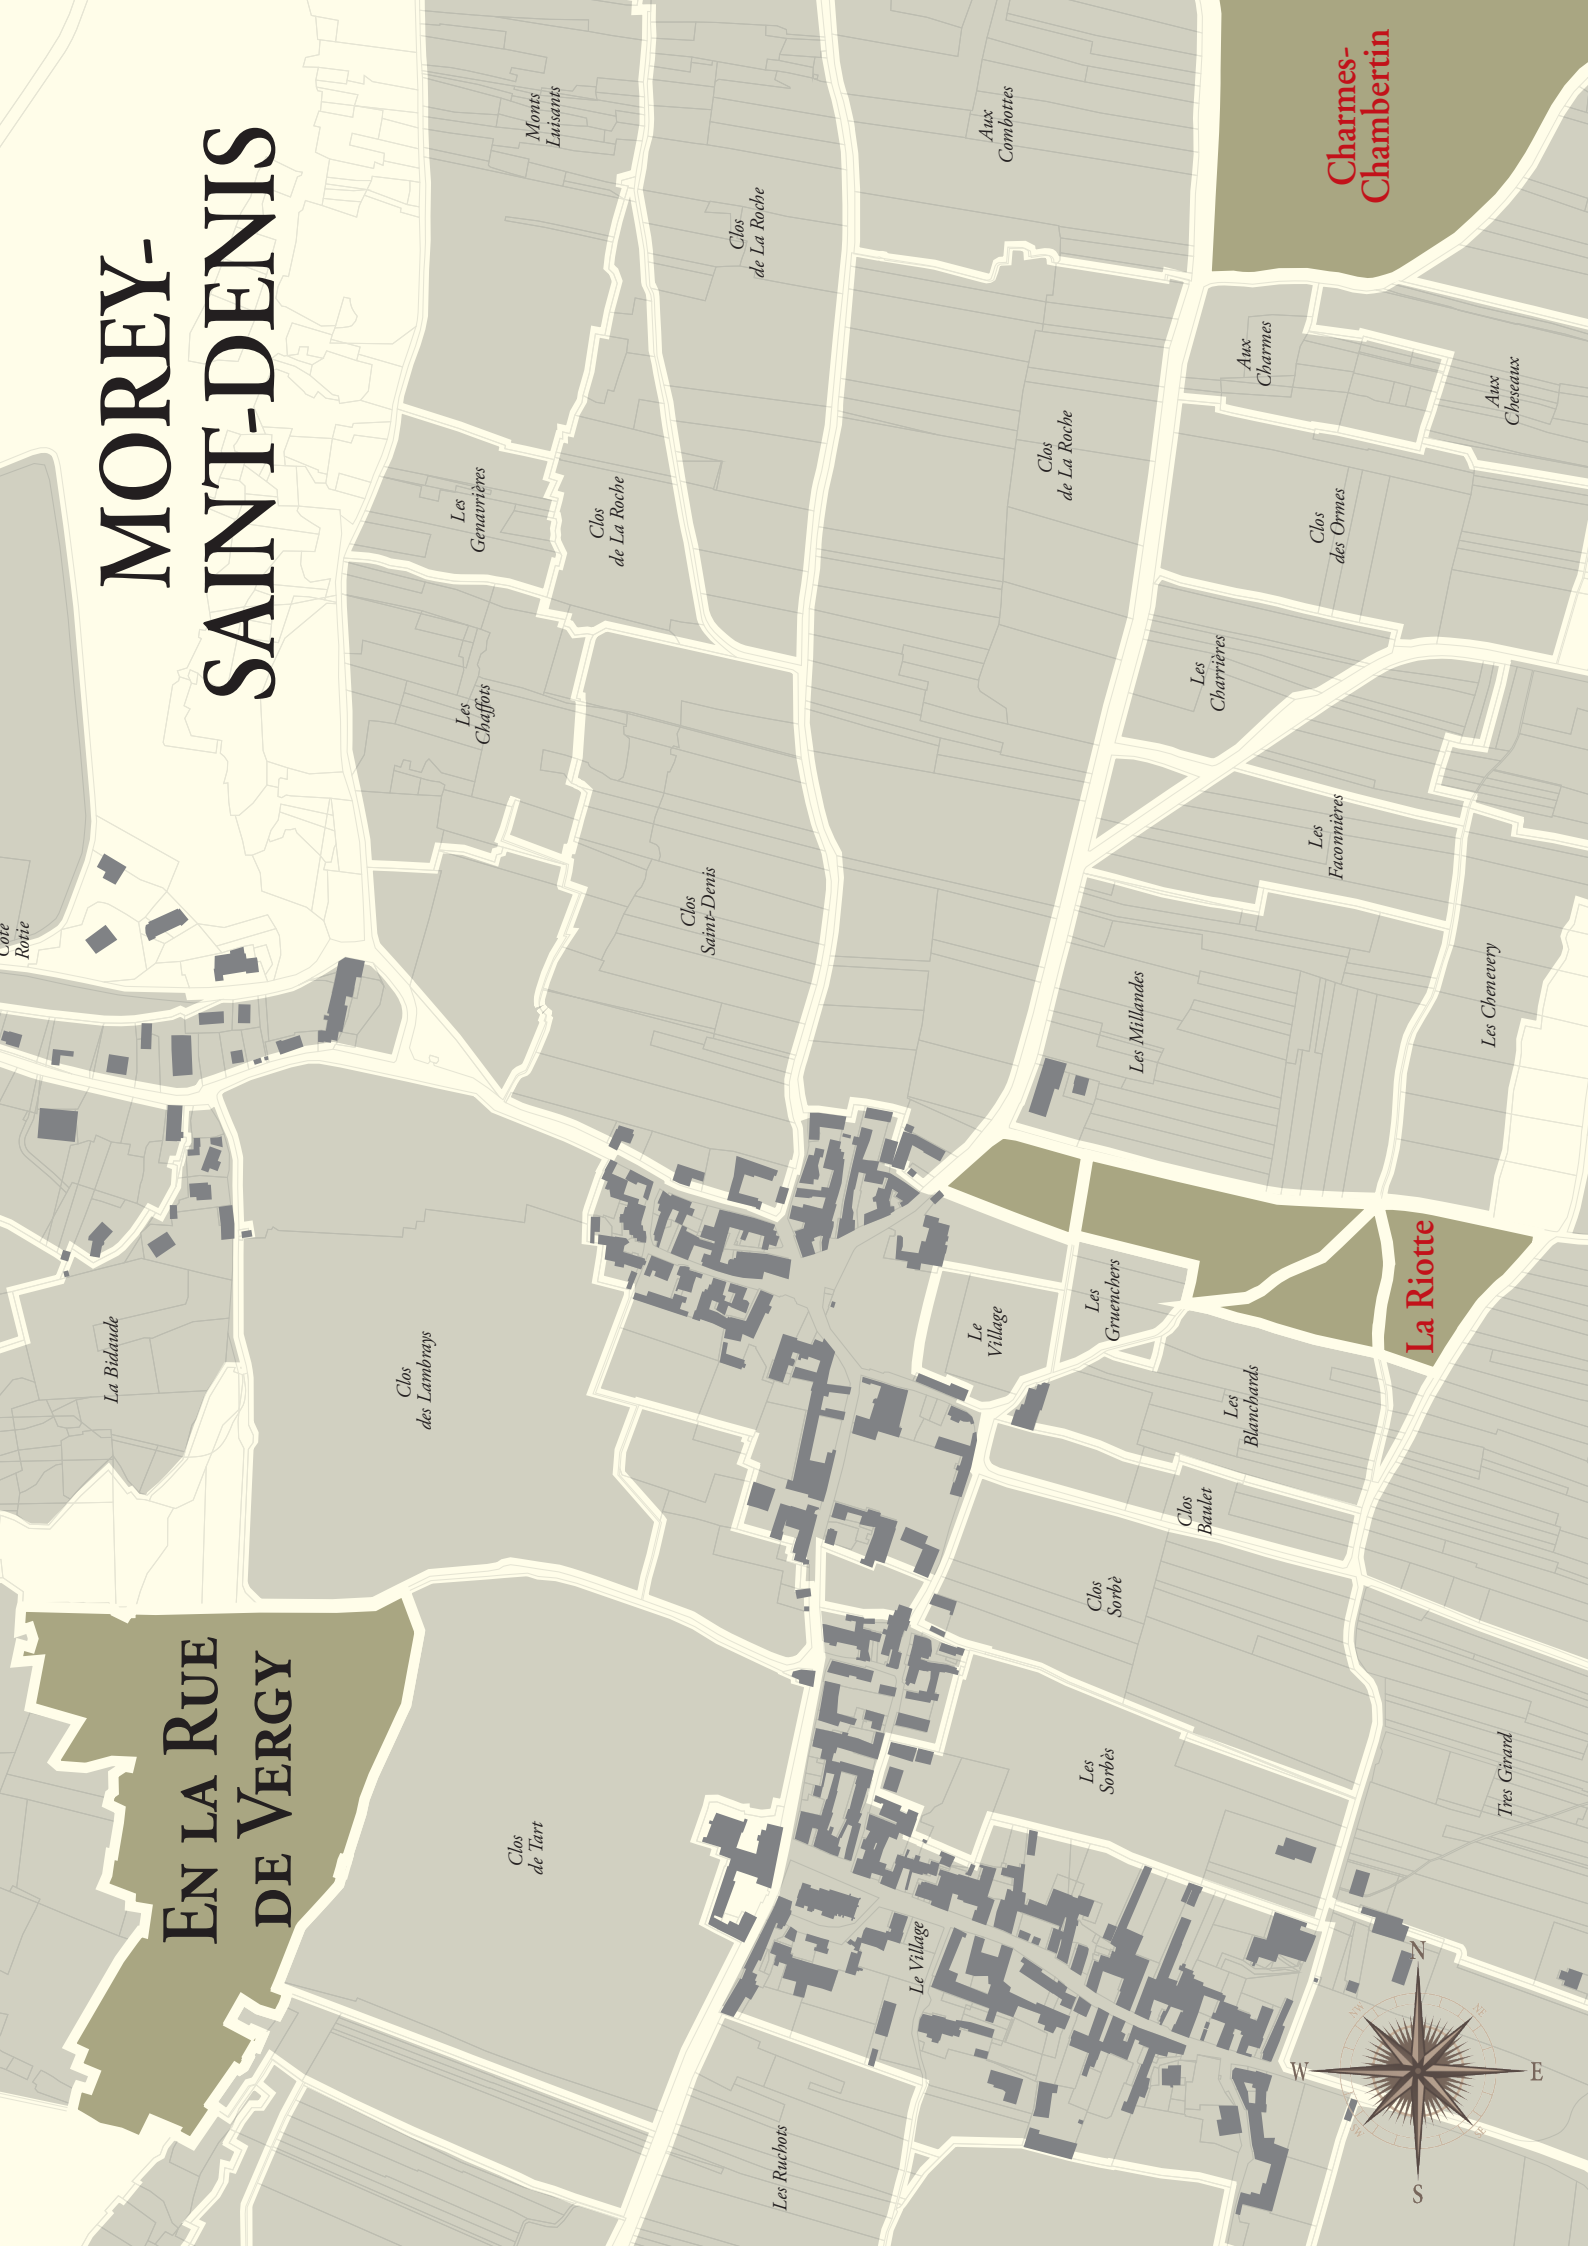 MOREY-
SAINT-DENIS
Monts
Luisants
Clos
de La Roche
Aux
Combottes
Charmes-
Chambertin
Les
Genavrières
Clos
de La Roche
Clos
de La Roche
Aux
Charmes
Aux
Cheseaux
Clos
des Ormes
Les
Charrières
Les
Chaffots
Clos
Saint-Denis
Les
Faconnières
Côte
Rotie
Les Millandes
Les Chenevery
La Bidaude
Clos
des Lambrays
Le
Village
Les
Gruenchers
La Riotte
Les
Blanchards
Clos
Baulet
Clos
Sorbè
EN LA RUE
DE VERGY
Clos
de Tart
Les
Sorbès
Tres Girard
Le Village
Les Ruchots
N
W
E
S